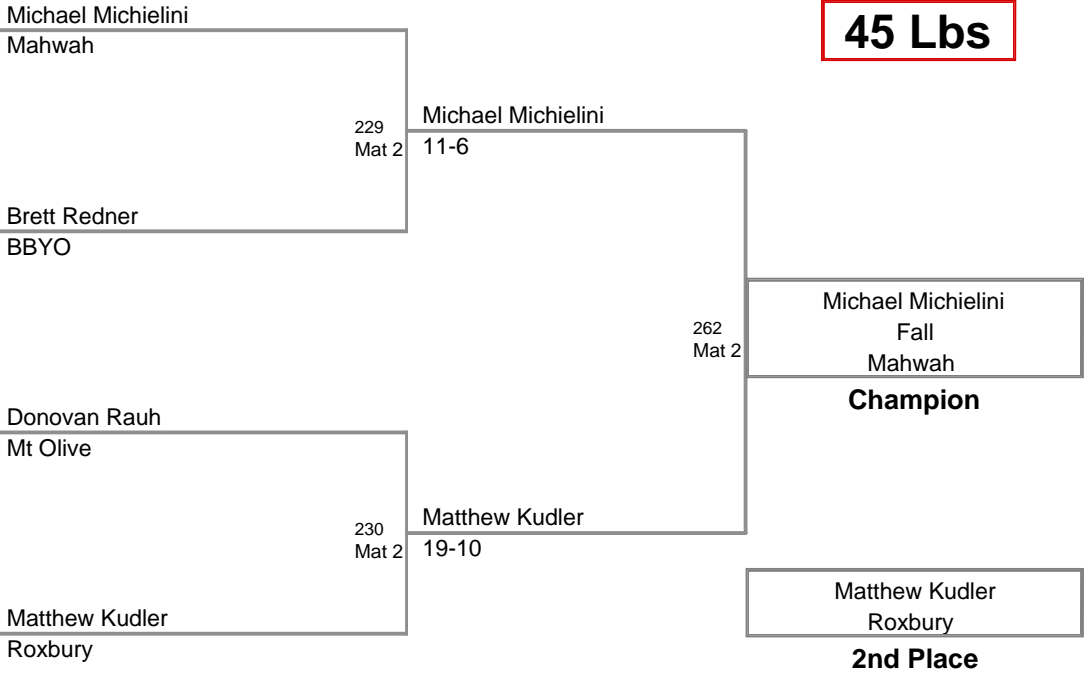 45 Lbs
Michael Michielini
Mahwah
229
Mat 2
Michael Michielini
11-6
Brett Redner
BBYO
262
Mat 2
Michael Michielini
Fall
Mahwah
Champion
Donovan Rauh
Mt Olive
230
Mat 2
Matthew Kudler
19-10
Matthew Kudler
Roxbury
Matthew Kudler
Roxbury
2nd Place